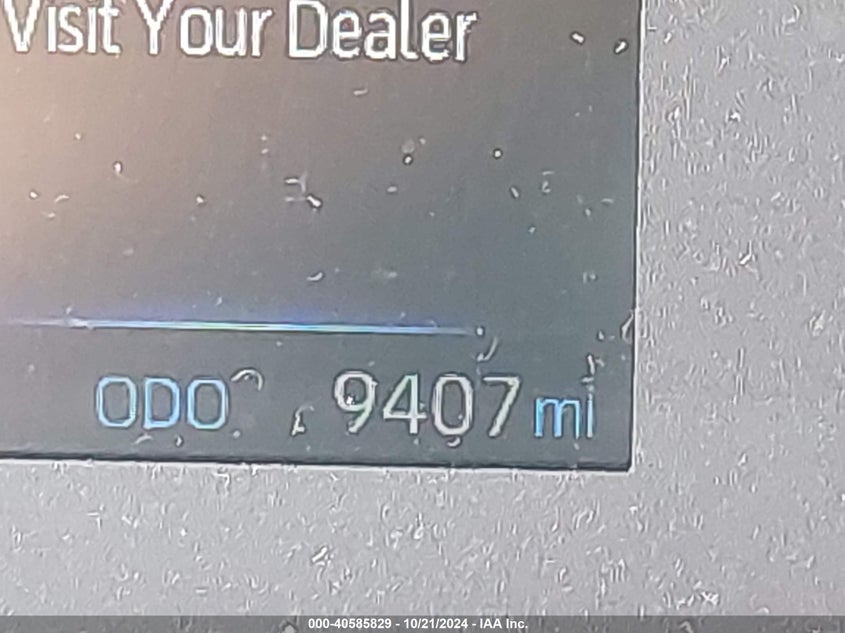 Visit Your Dealer
ODO 9407 mi
000-40585829 - 10/21/2024 - IAA Inc.